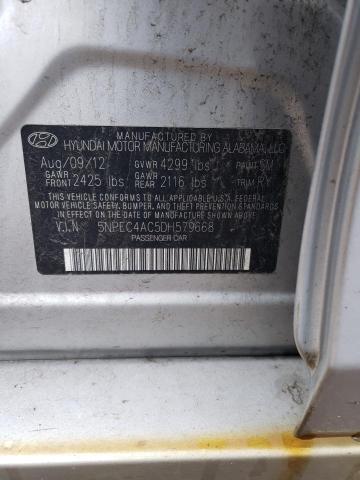 MANUFACTURED BY
HYUNDAI MOTOR MANUFACTURING ALABAMA, LLC
Aug/09/12 GVWR 4299 lbs PAINT SM
GAWR FRONT 2425 lbs GAWR REAR 2116 lbs TRIM RY
THIS VEHICLE CONFORMS TO ALL APPLICABLE U.S.
FEDERAL MOTOR VEHICLE SAFETY, BUMPER, AND THEFT PREVENTION STANDARDS
IN EFFECT ON THE DATE OF MANUFACTURE SHOWN ABOVE.
V.I.N 5NPEC4AC5DH579668
PASSENGER CAR